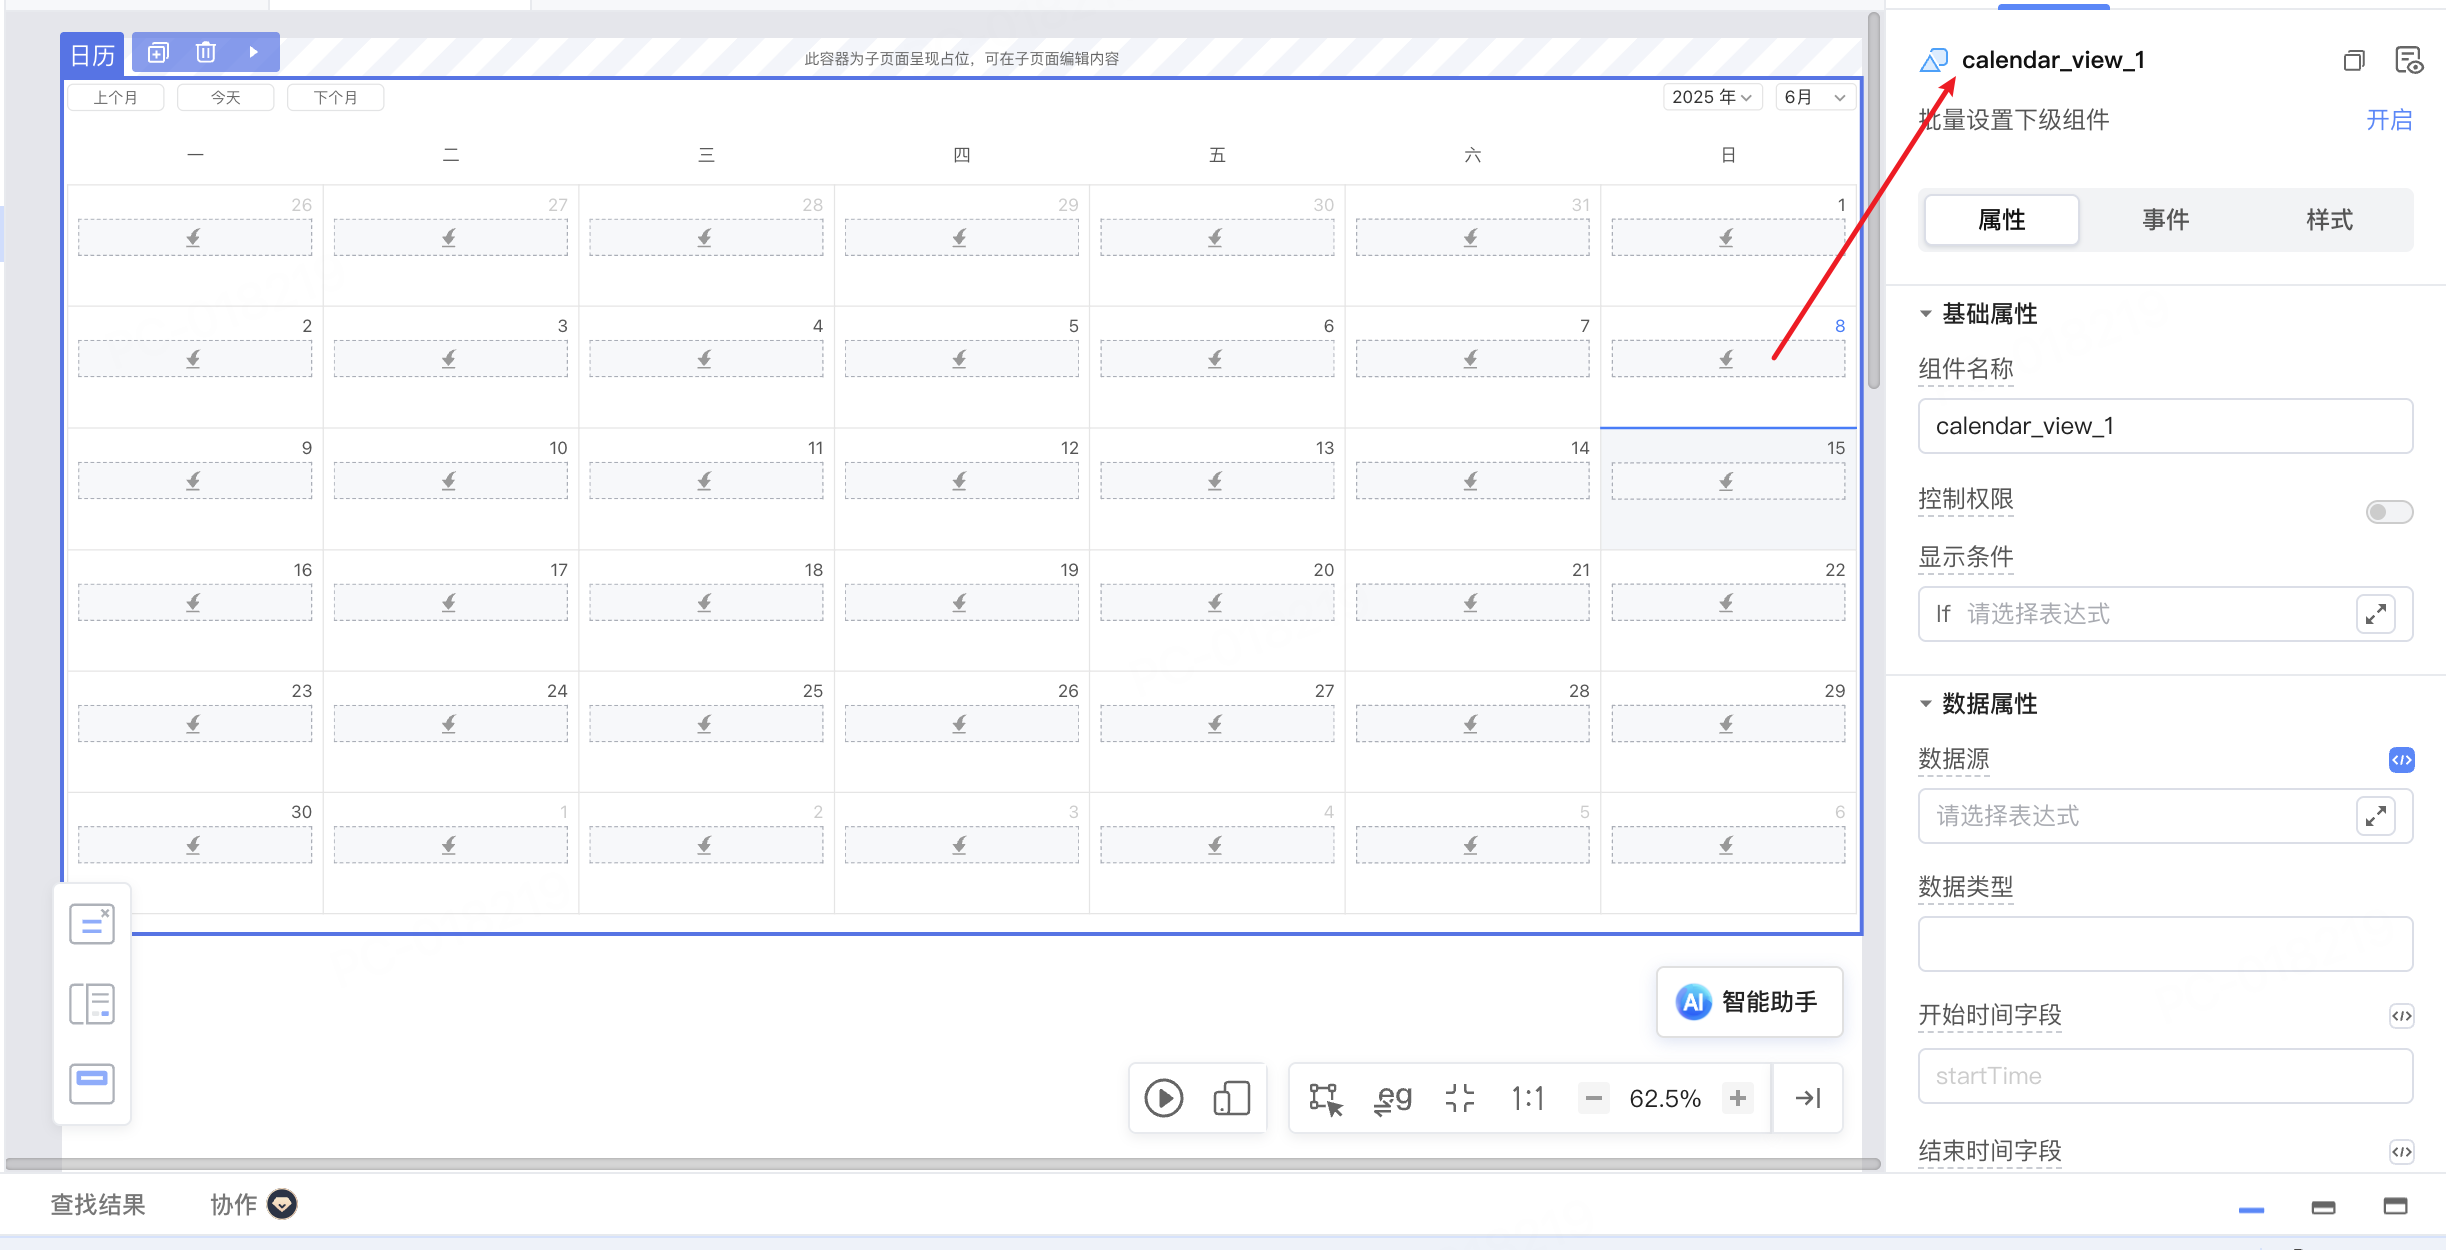 日历
此容器为子页面呈现占位，可在子页面编辑内容
上个月 今天 下个月 2025 年 6月
一 二 三 四 五 六 日
26 27 28 29 30 31 1
2 3 4 5 6 7 8
9 10 11 12 13 14 15
16 17 18 19 20 21 22
23 24 25 26 27 28 29
30 1 2 3 4 5 6
AI 智能助手
eg 1:1 62.5%
calendar_view_1
批量设置下级组件 开启
属性 事件 样式
基础属性
组件名称
calendar_view_1
控制权限
显示条件
If 请选择表达式
数据属性
数据源
请选择表达式
数据类型
开始时间字段
startTime
结束时间字段
查找结果 协作